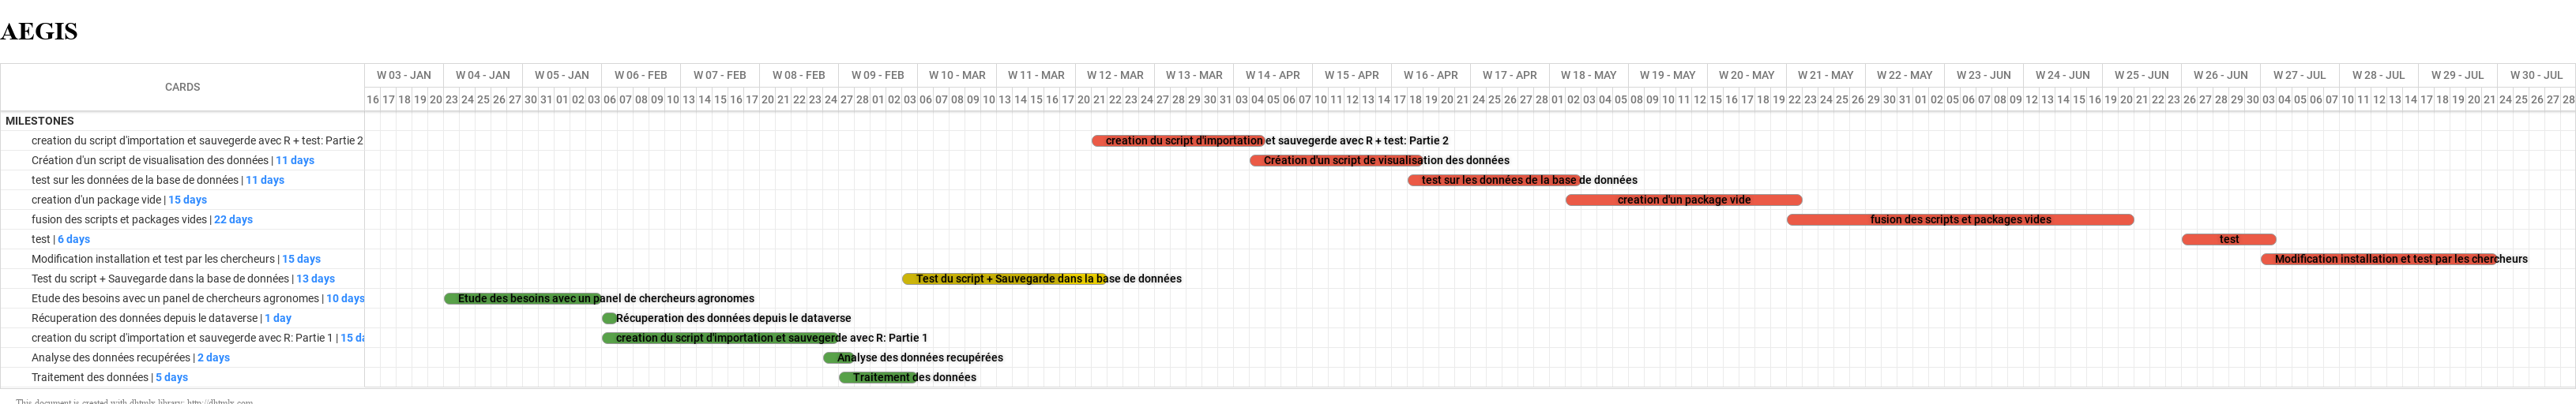 AEGIS
CARDS
W 03 - JAN W 04 - JAN W 05 - JAN W 06 - FEB W 07 - FEB W 08 - FEB W 09 - FEB W 10 - MAR W 11 - MAR W 12 - MAR W 13 - MAR W 14 - APR W 15 - APR W 16 - APR W 17 - APR W 18 - MAY W 19 - MAY W 20 - MAY W 21 - MAY W 22 - MAY W 23 - JUN W 24 - JUN W 25 - JUN W 26 - JUN W 27 - JUL W 28 - JUL W 29 - JUL W 30 - JUL
16 17 18 19 20 23 24 25 26 27 30 31 01 02 03 06 07 08 09 10 13 14 15 16 17 20 21 22 23 24 27 28 01 02 03 06 07 08 09 10 13 14 15 16 17 20 21 22 23 24 27 28 29 30 31 03 04 05 06 07 10 11 12 13 14 17 18 19 20 21 24 25 26 27 28 01 02 03 04 05 08 09 10 11 12 15 16 17 18 19 22 23 24 25 26 29 30 31 01 02 05 06 07 08 09 12 13 14 15 16 19 20 21 22 23 26 27 28 29 30 03 04 05 06 07 10 11 12 13 14 17 18 19 20 21 24 25 26 27 28
MILESTONES
creation du script d'importation et sauvegerde avec R + test: Partie 2 creation du script d'importation et sauvegerde avec R + test: Partie 2
Création d'un script de visualisation des données | 11 days Création d'un script de visualisation des données
test sur les données de la base de données | 11 days test sur les données de la base de données
creation d'un package vide | 15 days creation d'un package vide
fusion des scripts et packages vides | 22 days fusion des scripts et packages vides
test | 6 days test
Modification installation et test par les chercheurs | 15 days Modification installation et test par les chercheurs
Test du script + Sauvegarde dans la base de données | 13 days Test du script + Sauvegarde dans la base de données
Etude des besoins avec un panel de chercheurs agronomes | 10 days Etude des besoins avec un panel de chercheurs agronomes
Récuperation des données depuis le dataverse | 1 day Récuperation des données depuis le dataverse
creation du script d'importation et sauvegerde avec R: Partie 1 | 15 da creation du script d'importation et sauvegerde avec R: Partie 1
Analyse des données recupérées | 2 days Analyse des données recupérées
Traitement des données | 5 days Traitement des données
This document is created with dhtmlx library: http://dhtmlx.com